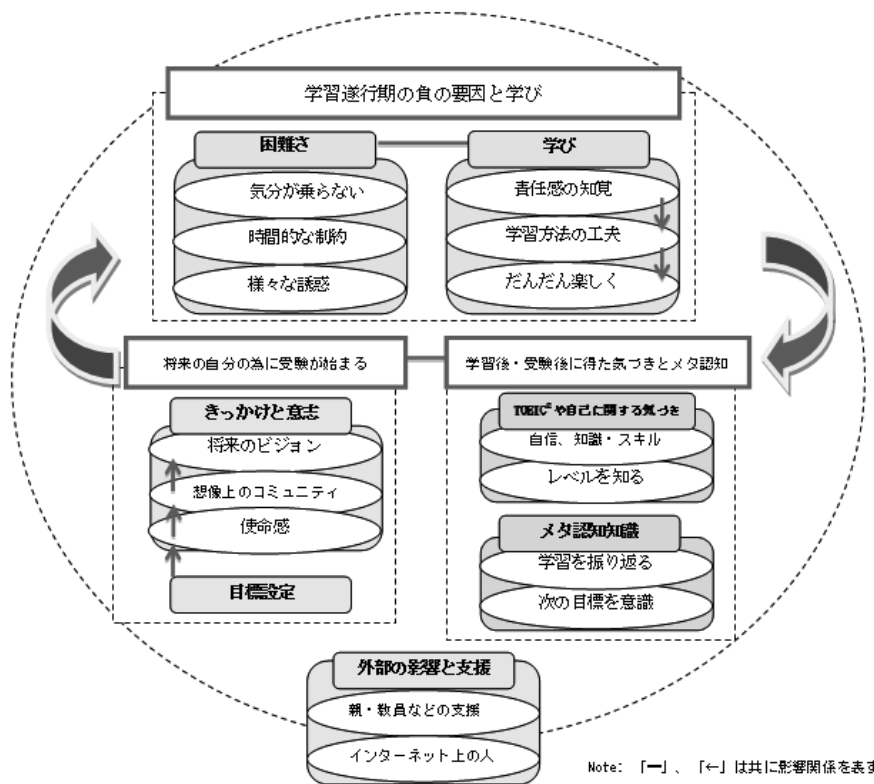 学習遂行期の負の要因と学び
困難さ
気分が乗らない
時間的な制約
様々な誘惑
学び
責任感の知覚
学習方法の工夫
だんだん楽しく
将来の自分の為に受験が始まる
きっかけと意志
将来のビジョン
想像上のコミュニティ
使命感
目標設定
学習後・受験後に得た気づきとメタ認知
TOEIC®や自己に関する気づき
自信、知識・スキル
レベルを知る
メタ認知知識
学習を振り返る
次の目標を意識
外部の影響と支援
親・教員などの支援
インターネット上の人
Note: 「ー」、「←」は共に影響関係を表す